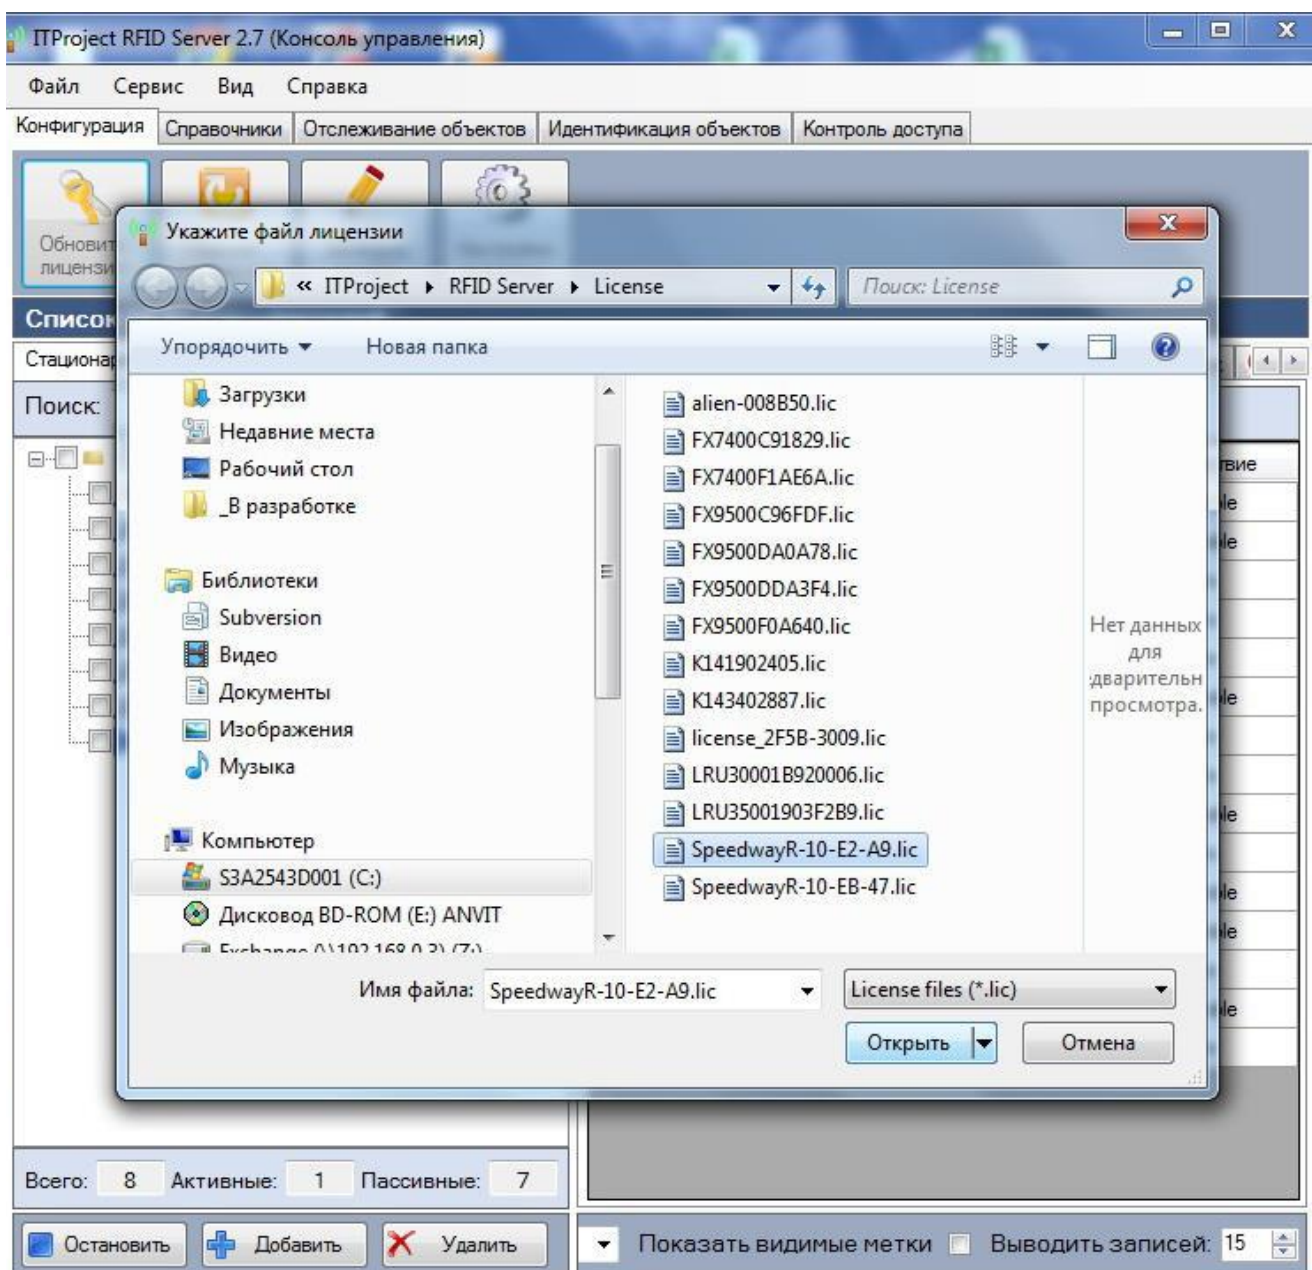 ITProject RFID Server 2.7 (Консоль управления)
Файл Сервис Вид Справка
Конфигурация Справочники Отслеживание объектов Идентификация объектов Контроль доступа
Укажите файл лицензии
« ITProject RFID Server License Поиск: License
Упорядочить Новая папка
Поиск:
Загрузки
Недавние места
Рабочий стол
_В разработке
Библиотеки
Subversion
Видео
Документы
Изображения
Музыка
Компьютер
S3A2543D001 (C:)
Дисковод BD-ROM (E:) ANVIT
alien-008B50.lic
FX7400C91829.lic
FX7400F1AE6A.lic
FX9500C96FDF.lic
FX9500DA0A78.lic
FX9500DDA3F4.lic
FX9500F0A640.lic
K141902405.lic
K143402887.lic
license_2F5B-3009.lic
LRU30001B920006.lic
LRU35001903F2B9.lic
SpeedwayR-10-E2-A9.lic
SpeedwayR-10-EB-47.lic
Нет данных
для
просмотра.
Имя файла: SpeedwayR-10-E2-A9.lic License files (*.lic)
Открыть Отмена
Всего: 8 Активные: 1 Пассивные: 7
Остановить Добавить Удалить Показать видимые метки Выводить записей: 15